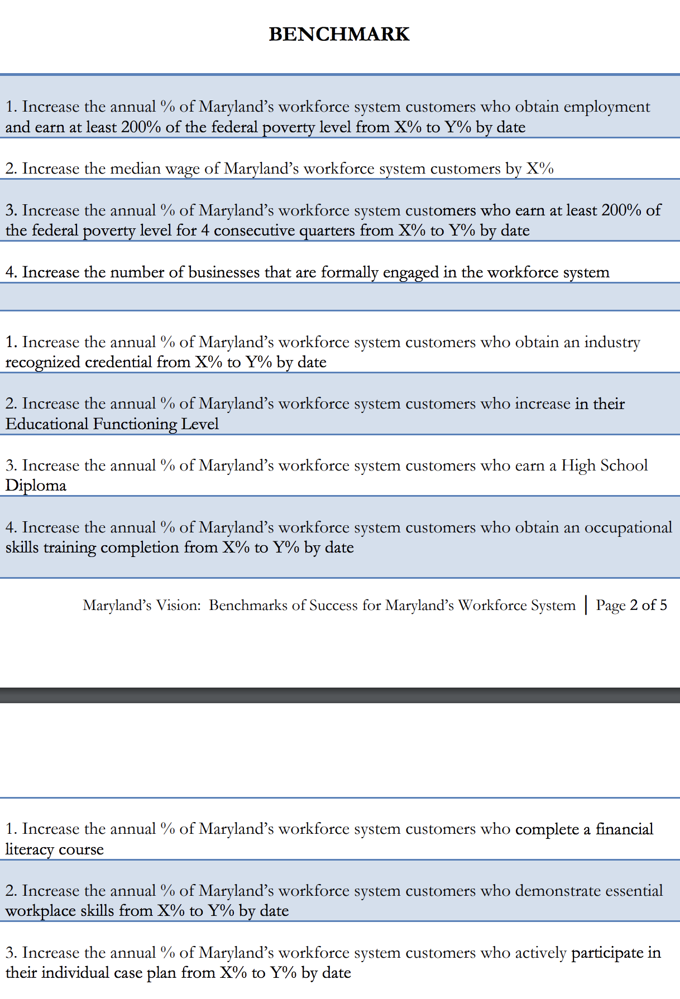 BENCHMARK
1. Increase the annual % of Maryland’s workforce system customers who obtain employment
and earn at least 200% of the federal poverty level from X% to Y% by date
2. Increase the median wage of Maryland’s workforce system customers by X%
3. Increase the annual % of Maryland’s workforce system customers who earn at least 200% of
the federal poverty level for 4 consecutive quarters from X% to Y% by date
4. Increase the number of businesses that are formally engaged in the workforce system
1. Increase the annual % of Maryland’s workforce system customers who obtain an industry
recognized credential from X% to Y% by date
2. Increase the annual % of Maryland’s workforce system customers who increase in their
Educational Functioning Level
3. Increase the annual % of Maryland’s workforce system customers who earn a High School
Diploma
4. Increase the annual % of Maryland’s workforce system customers who obtain an occupational
skills training completion from X% to Y% by date
Maryland’s Vision:  Benchmarks of Success for Maryland’s Workforce System | Page 2 of 5
1. Increase the annual % of Maryland’s workforce system customers who complete a financial
literacy course
2. Increase the annual % of Maryland’s workforce system customers who demonstrate essential
workplace skills from X% to Y% by date
3. Increase the annual % of Maryland’s workforce system customers who actively participate in
their individual case plan from X% to Y% by date